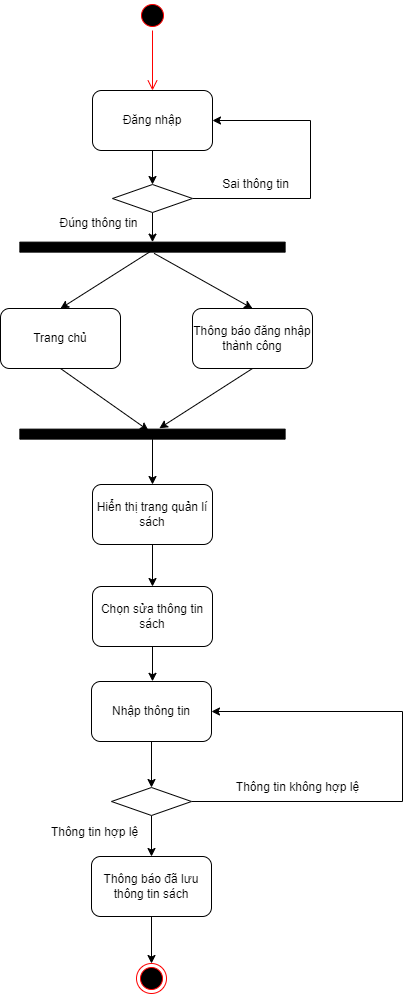 Đăng nhập
Sai thông tin
Đúng thông tin
Trang chủ
Thông báo đăng nhập
thành công
Hiển thị trang quản lí
sách
Chọn sửa thông tin
sách
Nhập thông tin
Thông tin không hợp lệ
Thông tin hợp lệ
Thông báo đã lưu
thông tin sách